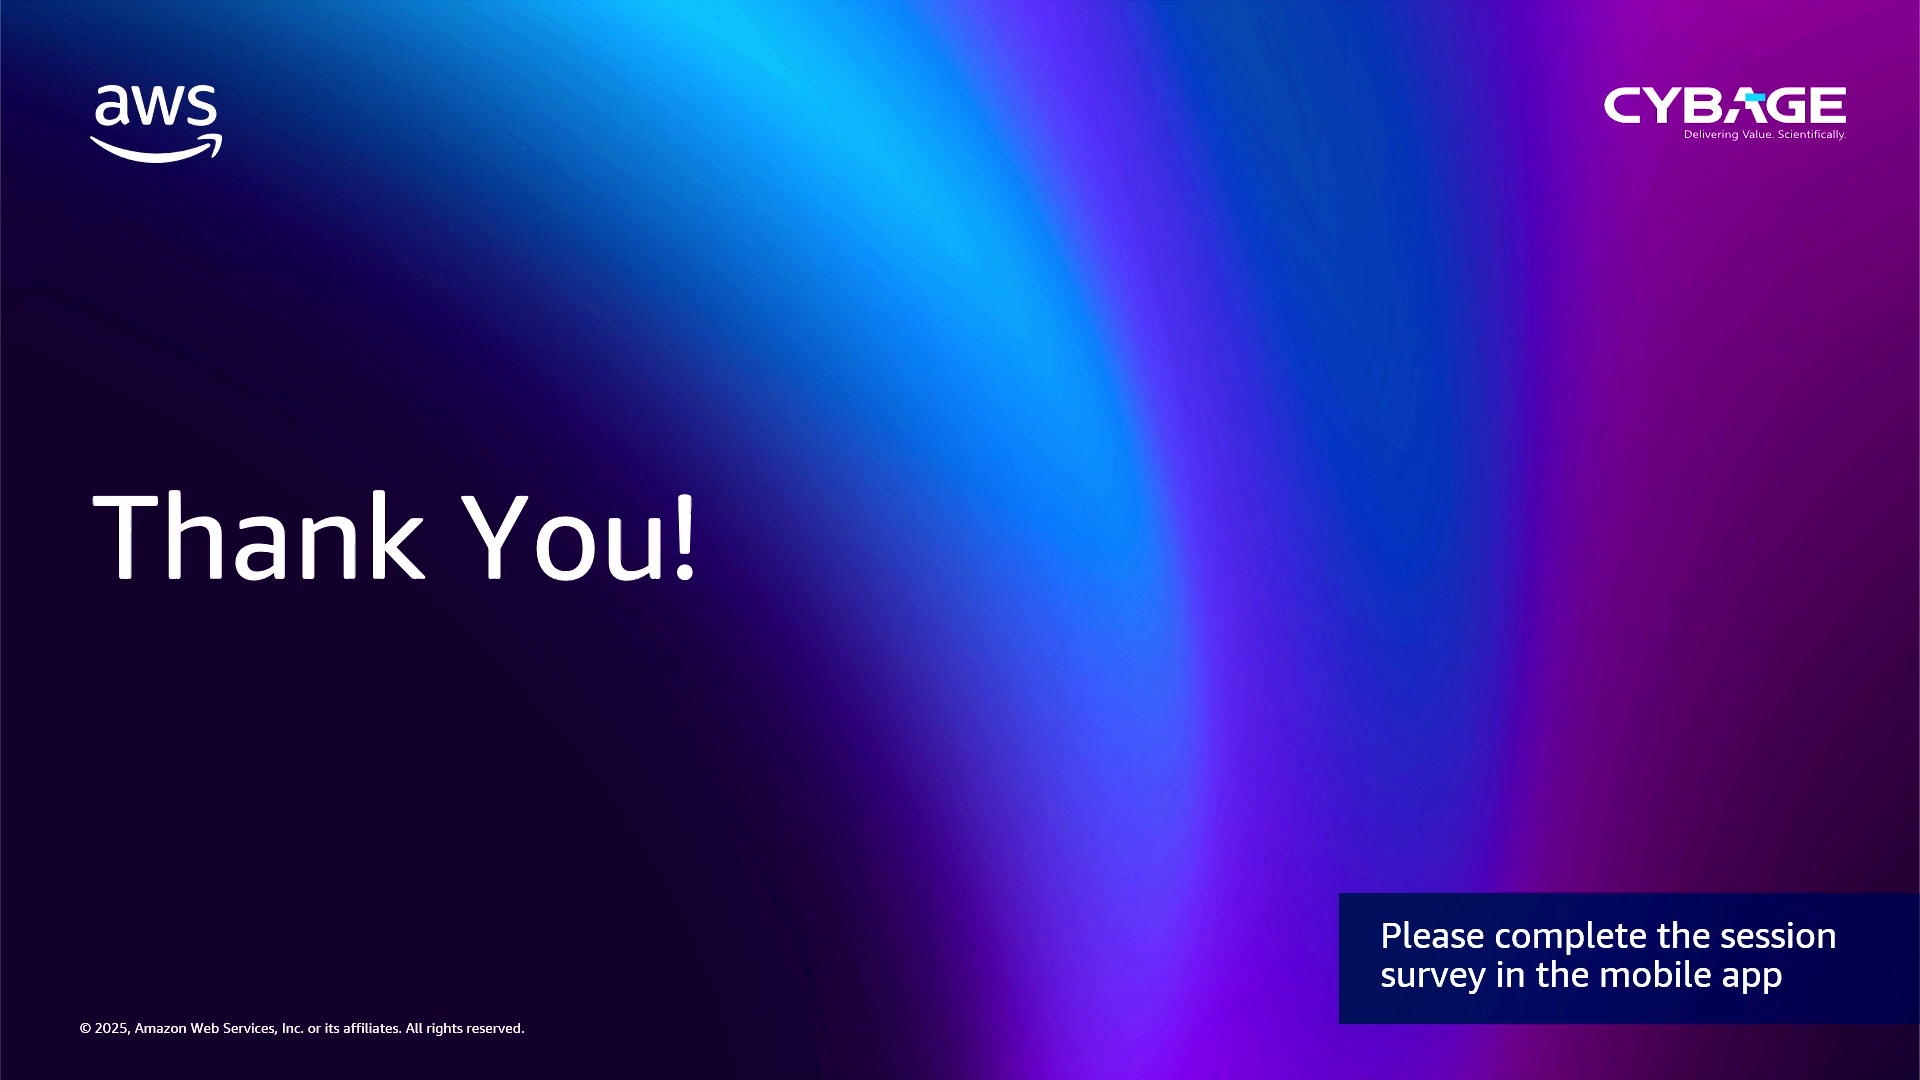 aws
CYBAGE
Delivering Value. Scientifically.
Thank You!
Please complete the session
survey in the mobile app
© 2025, Amazon Web Services, Inc. or its affiliates. All rights reserved.